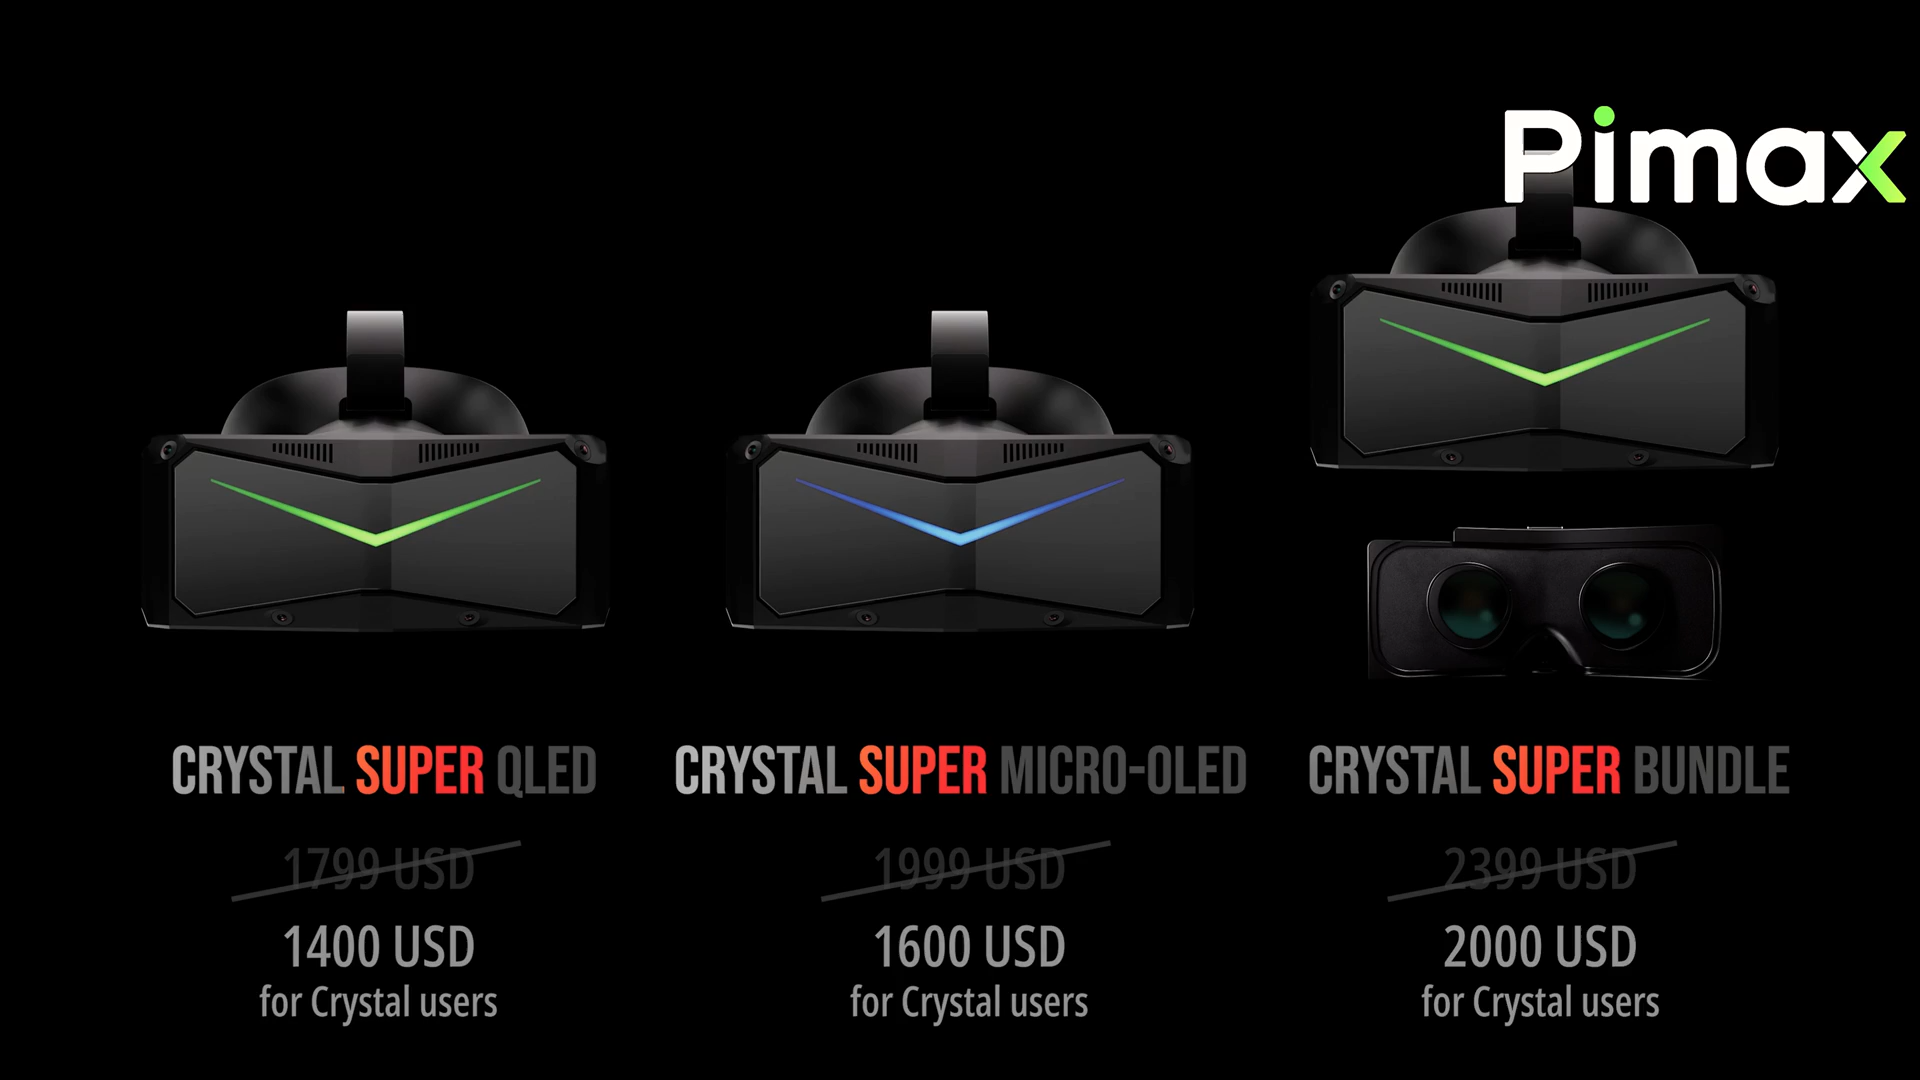 Pimax
CRYSTAL SUPER QLED
1799 USD
1400 USD
for Crystal users
CRYSTAL SUPER MICRO-OLED
1999 USD
1600 USD
for Crystal users
CRYSTAL SUPER BUNDLE
2399 USD
2000 USD
for Crystal users